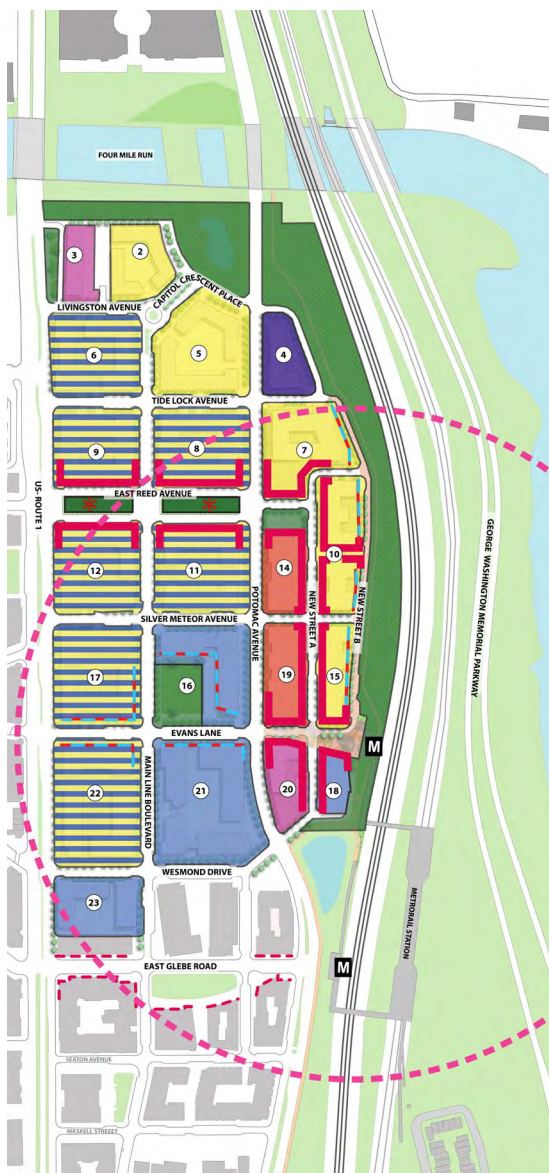 FOUR MILE RUN
3
2
CAPITOL CRESCENT PLACE
LIVINGSTON AVENUE
6
5
4
TIDE LOCK AVENUE
9
8
7
US- ROUTE 1
EAST REED AVENUE
GEORGE WASHINGTON MEMORIAL PARKWAY
12
11
14
10
POTOMAC AVENUE
NEW STREET A
NEW STREET B
SILVER METEOR AVENUE
17
16
19
15
EVANS LANE
M
22
MAIN LINE BOULEVARD
21
20
18
WESMOND DRIVE
23
METRORAIL STATION
EAST GLEBE ROAD
M
SEATON AVENUE
MASKELL STREEET